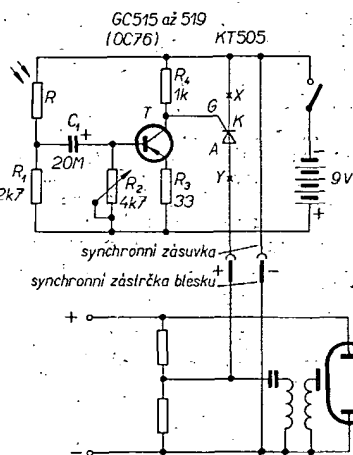 GC515 až 519
(OC76) KT505
R
R₄
1k
G
X
K
T
C₁ +
A
20M
R₁
2k7
R₂
4k7
R₃
33
Y
−
9V
+
synchronní zásuvka
synchronní zástrčka blesku
+ −
+
−